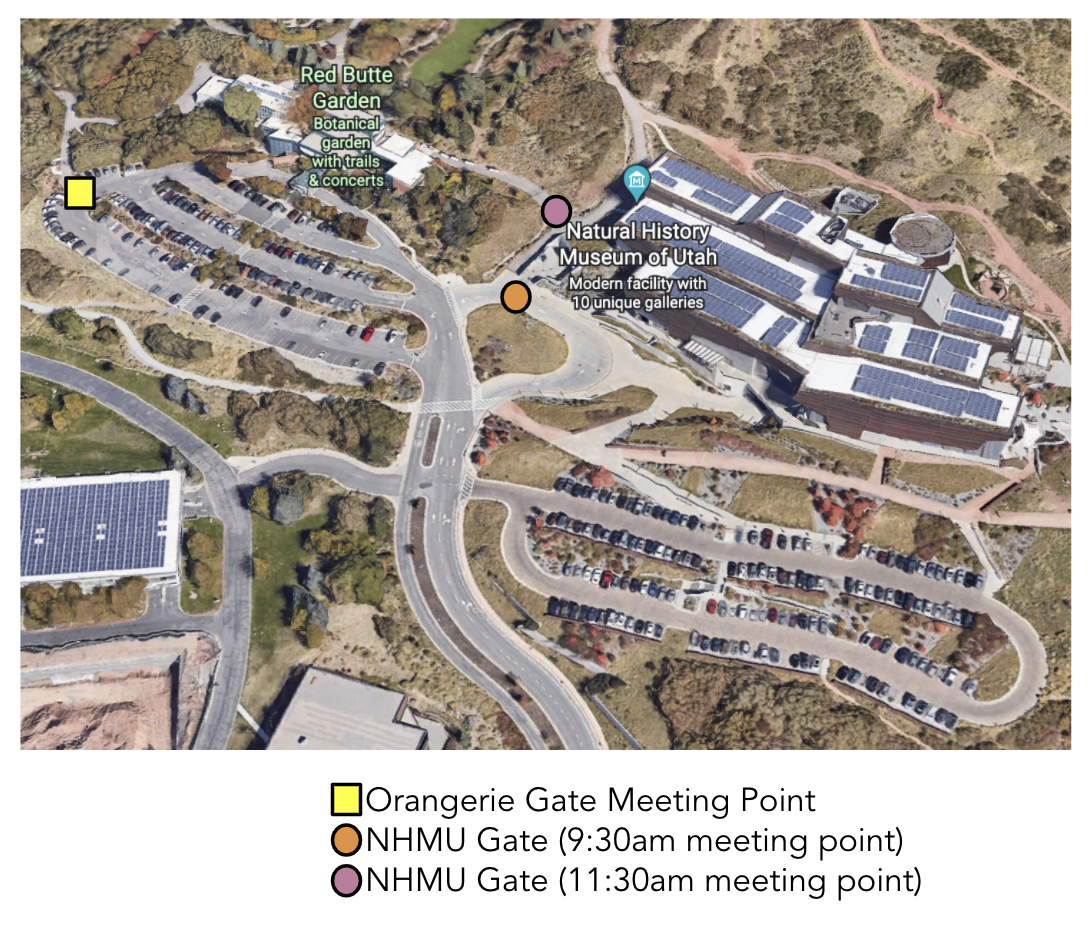 Red Butte
Garden
Botanical
garden
with trails
& concerts
Natural History
Museum of Utah
Modern facility with
10 unique galleries
Orangerie Gate Meeting Point
NHMU Gate (9:30am meeting point)
NHMU Gate (11:30am meeting point)